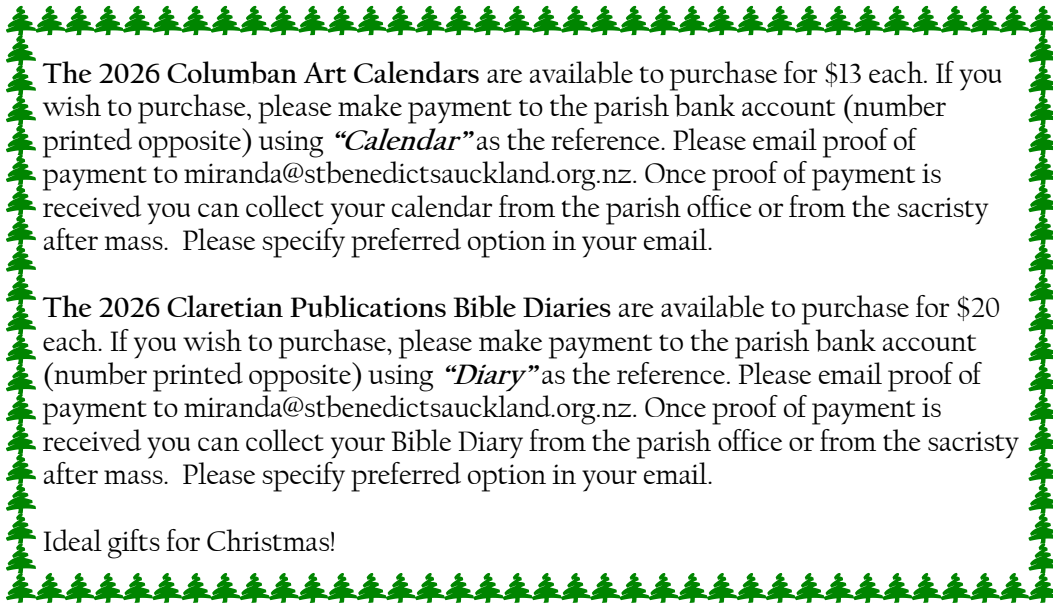 The 2026 Columban Art Calendars are available to purchase for $13 each. If you
wish to purchase, please make payment to the parish bank account (number
printed opposite) using “Calendar” as the reference. Please email proof of
payment to miranda@stbenedictsauckland.org.nz. Once proof of payment is
received you can collect your calendar from the parish office or from the sacristy
after mass.  Please specify preferred option in your email.
The 2026 Claretian Publications Bible Diaries are available to purchase for $20
each. If you wish to purchase, please make payment to the parish bank account
(number printed opposite) using “Diary” as the reference. Please email proof of
payment to miranda@stbenedictsauckland.org.nz. Once proof of payment is
received you can collect your Bible Diary from the parish office or from the sacristy
after mass.  Please specify preferred option in your email.
Ideal gifts for Christmas!